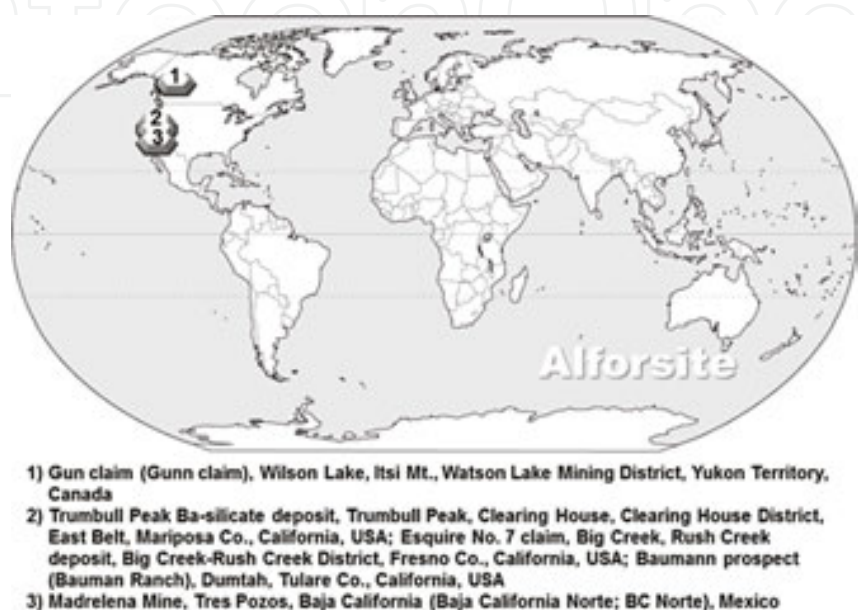 1
2
3
Alforsite
1) Gun claim (Gunn claim), Wilson Lake, Itsi Mt., Watson Lake Mining District, Yukon Territory,
Canada
2) Trumbull Peak Ba-silicate deposit, Trumbull Peak, Clearing House, Clearing House District,
East Belt, Mariposa Co., California, USA; Esquire No. 7 claim, Big Creek, Rush Creek
deposit, Big Creek-Rush Creek District, Fresno Co., California, USA; Baumann prospect
(Bauman Ranch), Dumtah, Tulare Co., California, USA
3) Madrelena Mine, Tres Pozos, Baja California (Baja California Norte; BC Norte), Mexico